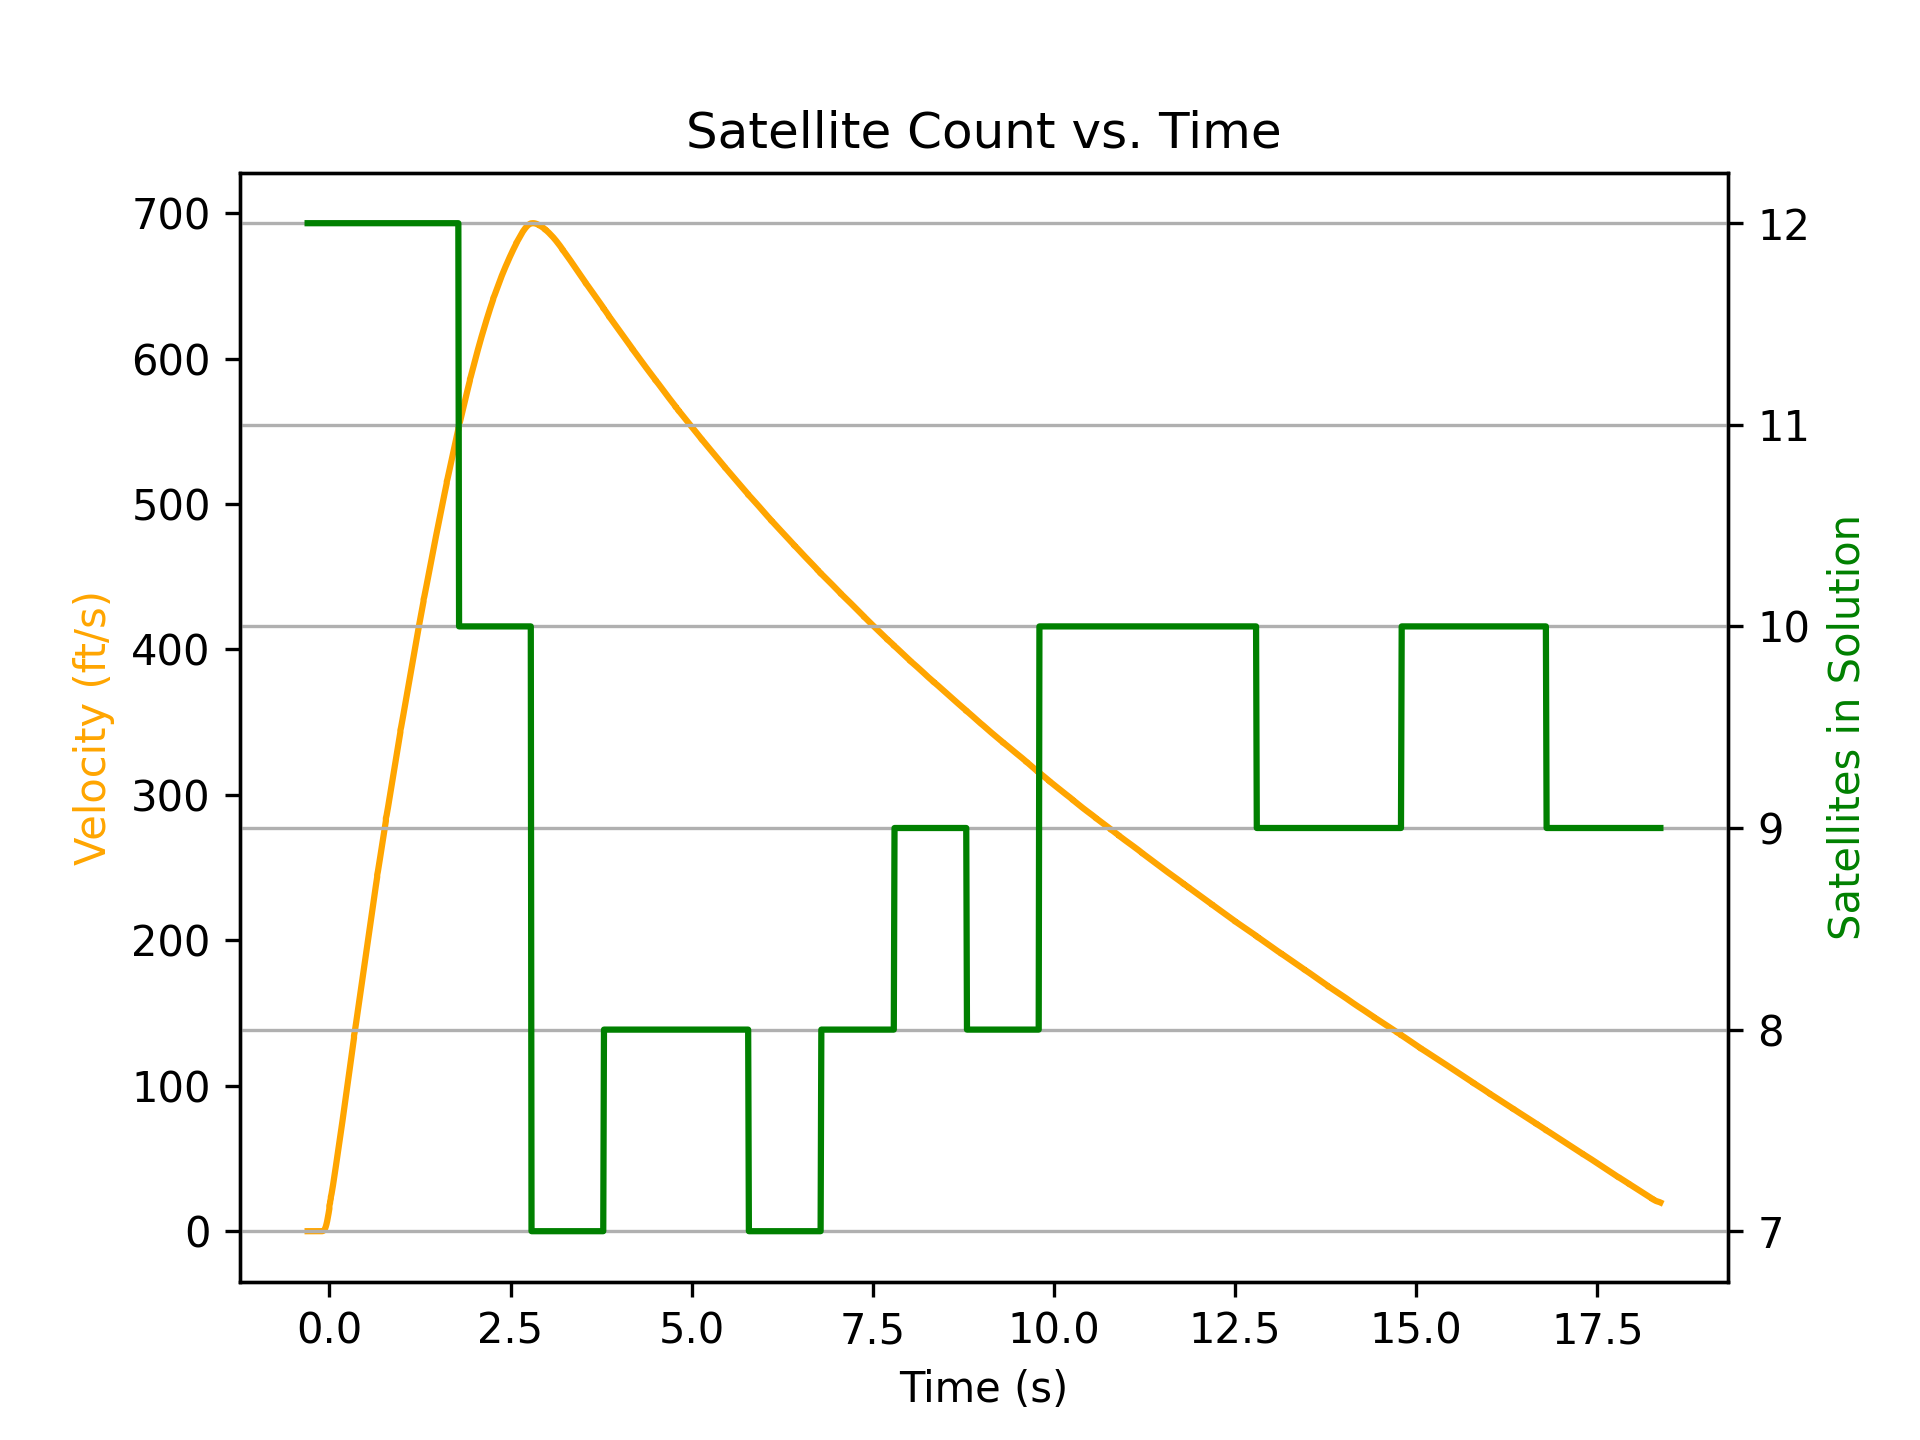 Satellite Count vs. Time
700
600
500
400
300
200
100
0
Velocity (ft/s)
12
11
10
9
8
7
Satellites in Solution
0.0 2.5 5.0 7.5 10.0 12.5 15.0 17.5
Time (s)